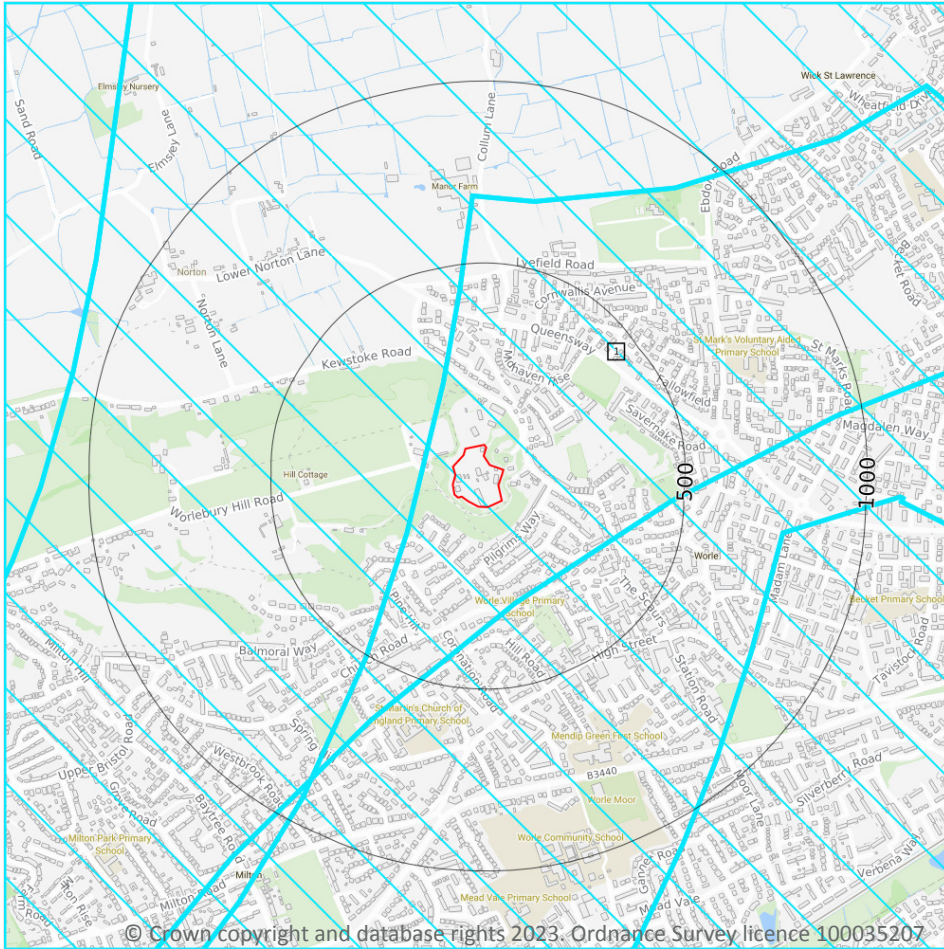 Wick St Lawrence
Wheatfield Dri
Elmsley Nursery
Sand Road
Elmsley Lane
Collum Lane
Manor Farm
Ebdon Road
Becket Road
Norton
Lower Norton Lane
Lyefield Road
Cornwallis Avenue
Norton Lane
Queensway
1
St Mark's Voluntary Aided
Primary School
St Marks Road
Kewstoke Road
Midhaven Rise
Fallowfield
Savernake Road
Magdalen Way
500
1000
Hill Cottage
Worlebury Hill Road
Pilgrims Way
Worle
Madam Lane
Becket Primary School
The Scaurs
Worle Village Primary
School
Pine Hill
Coronation Road
Hill Road
High Street
Station Road
Tavistock Road
Milton Hill
Balmoral Way
Church Road
St Martin's Church of
England Primary School
Spring
Mendip Green First School
Upper Bristol Road
Westbrook Road
B3440
Moor Lane
Silverberry Road
Grove Road
Baytree Road
Worle Moor
Milton Park Primary
School
Worle Community School
Verbena Way
Milton
Milton Road
Mead Vale Primary School
Mead Vale
© Crown copyright and database rights 2023. Ordnance Survey licence 100035207.